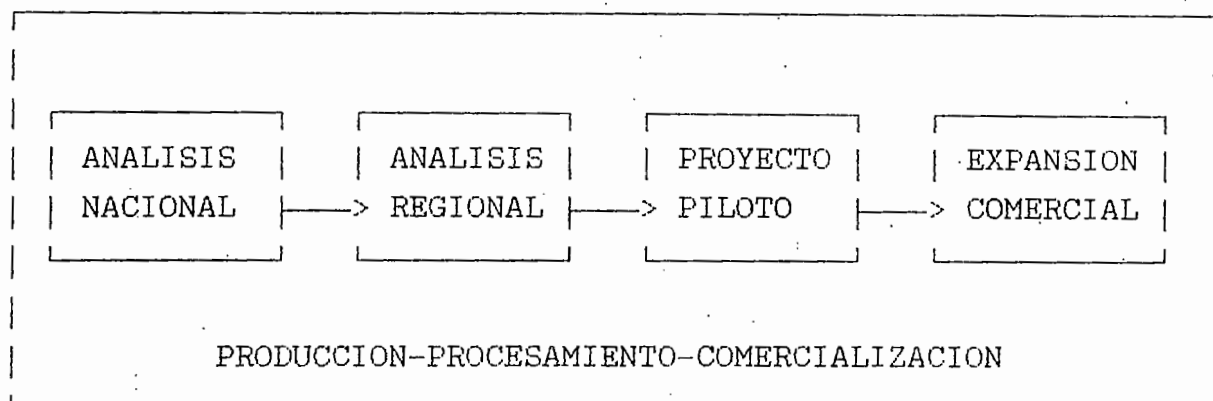 ANALISIS ANALISIS PROYECTO EXPANSION
NACIONAL REGIONAL PILOTO COMERCIAL
PRODUCCION-PROCESAMIENTO-COMERCIALIZACION